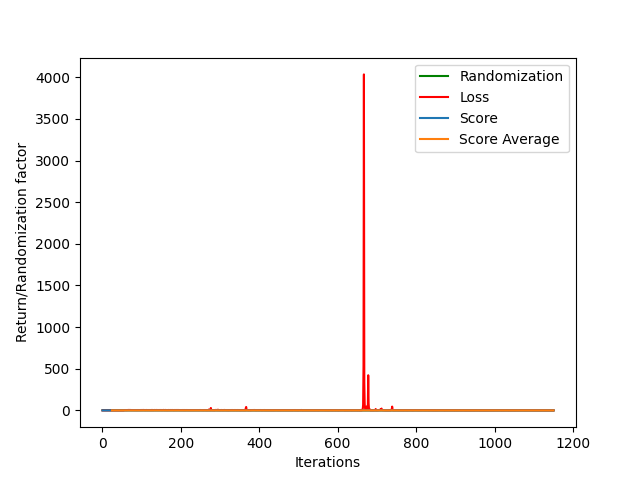 Randomization
Loss
Score
Score Average
4000
3500
3000
2500
2000
1500
1000
500
0
Return/Randomization factor
0 200 400 600 800 1000 1200
Iterations